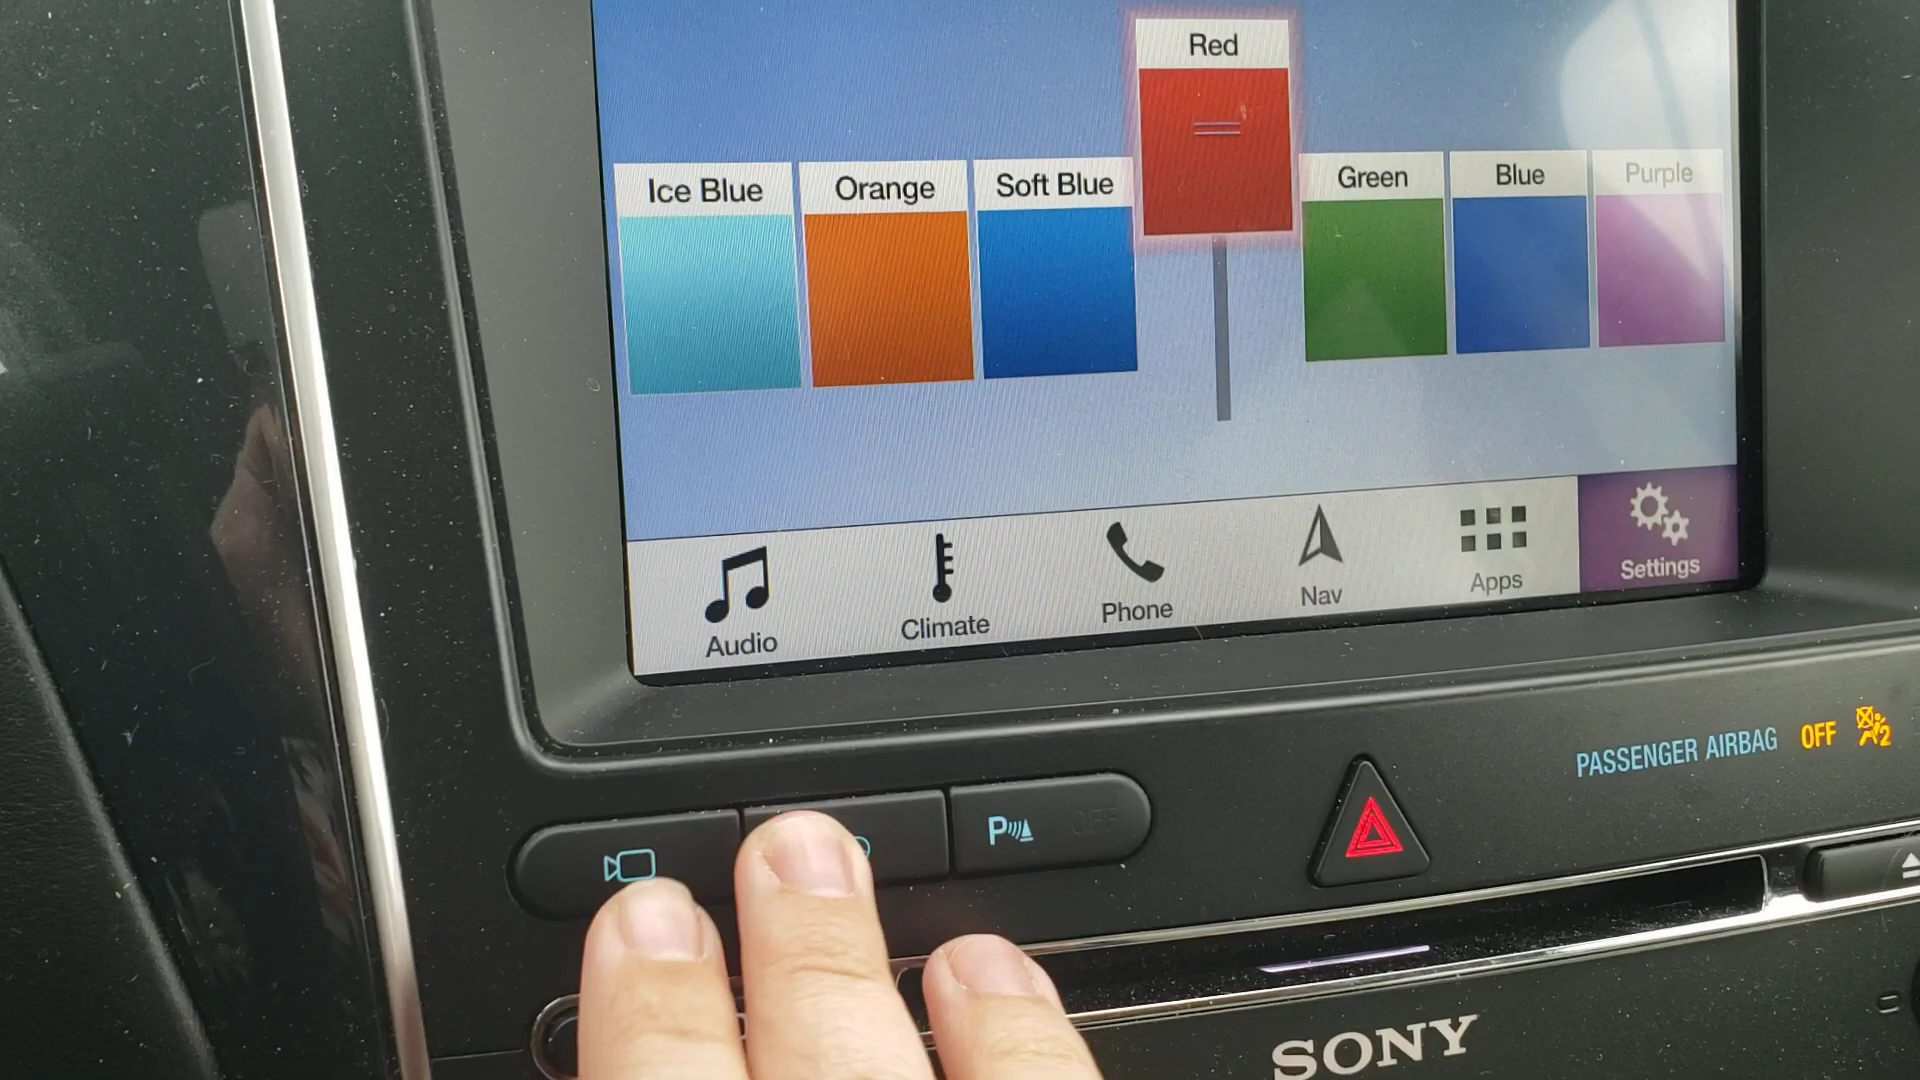 Red
Ice Blue
Orange
Soft Blue
Green
Blue
Purple
Audio
Climate
Phone
Nav
Apps
Settings
PASSENGER AIRBAG OFF 2
P OFF
SONY